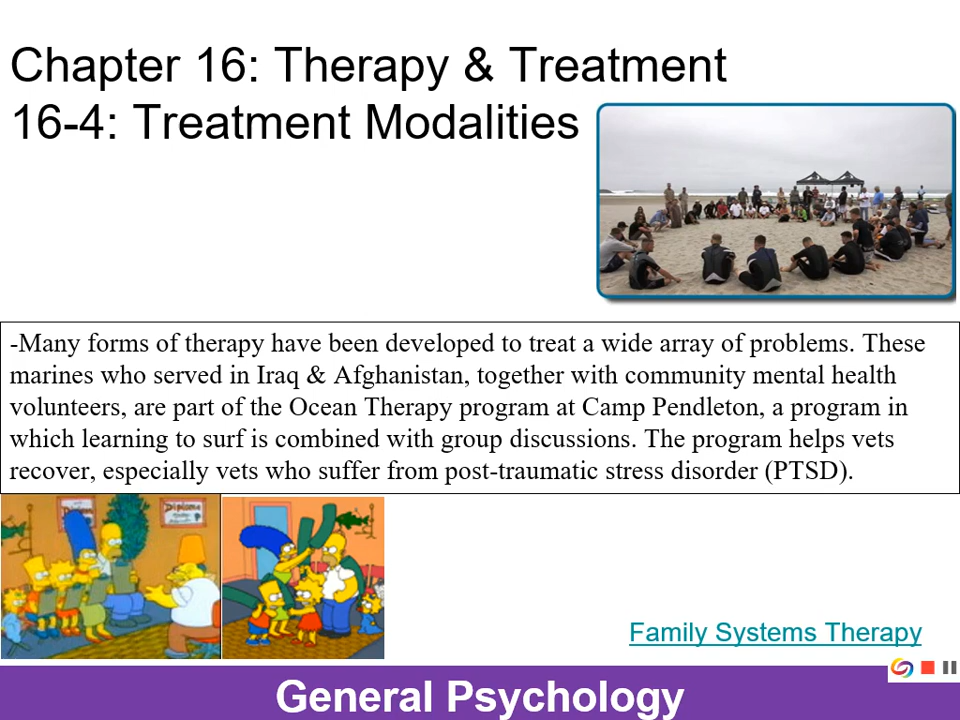 Chapter 16: Therapy & Treatment
16-4: Treatment Modalities
-Many forms of therapy have been developed to treat a wide array of problems. These
marines who served in Iraq & Afghanistan, together with community mental health
volunteers, are part of the Ocean Therapy program at Camp Pendleton, a program in
which learning to surf is combined with group discussions. The program helps vets
recover, especially vets who suffer from post-traumatic stress disorder (PTSD).
Diploma
Family Systems Therapy
General Psychology